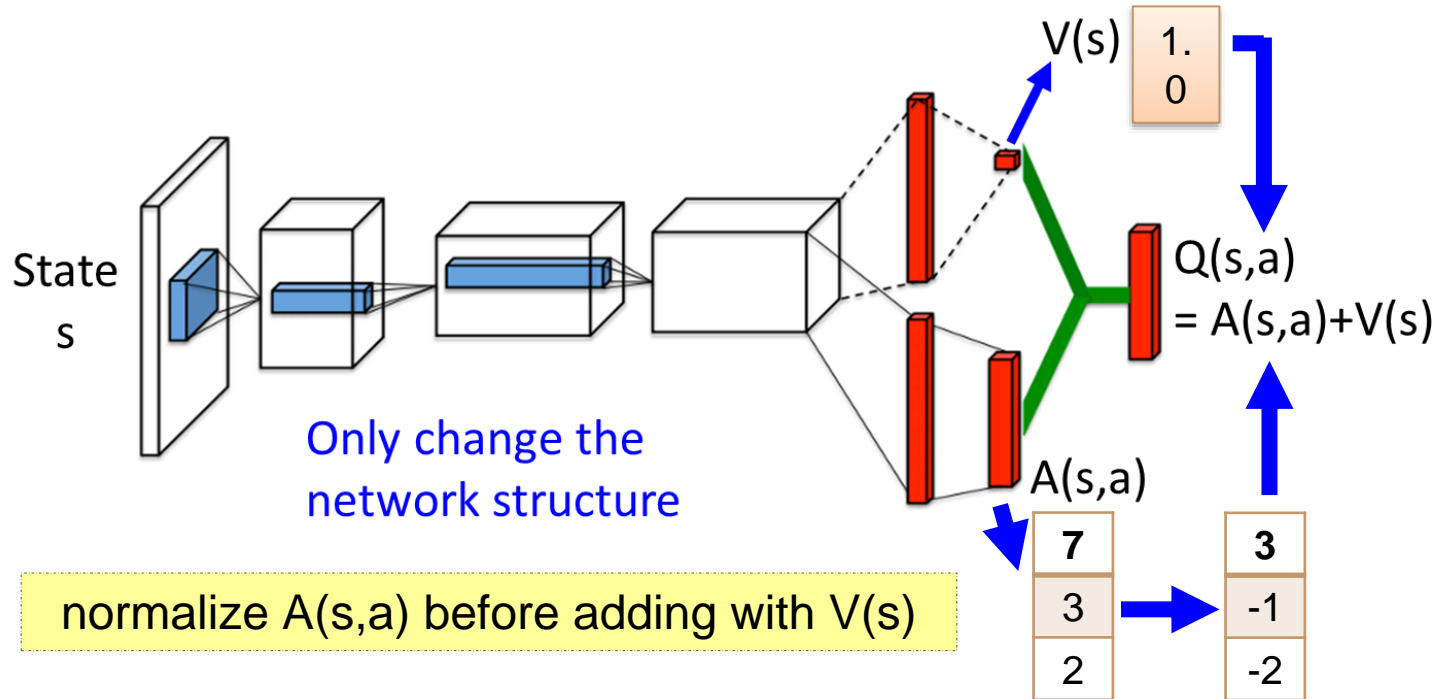 V(s)
1.
0
State
s
Q(s,a)
= A(s,a)+V(s)
Only change the
network structure
A(s,a)
7
3
2
3
-1
-2
normalize A(s,a) before adding with V(s)